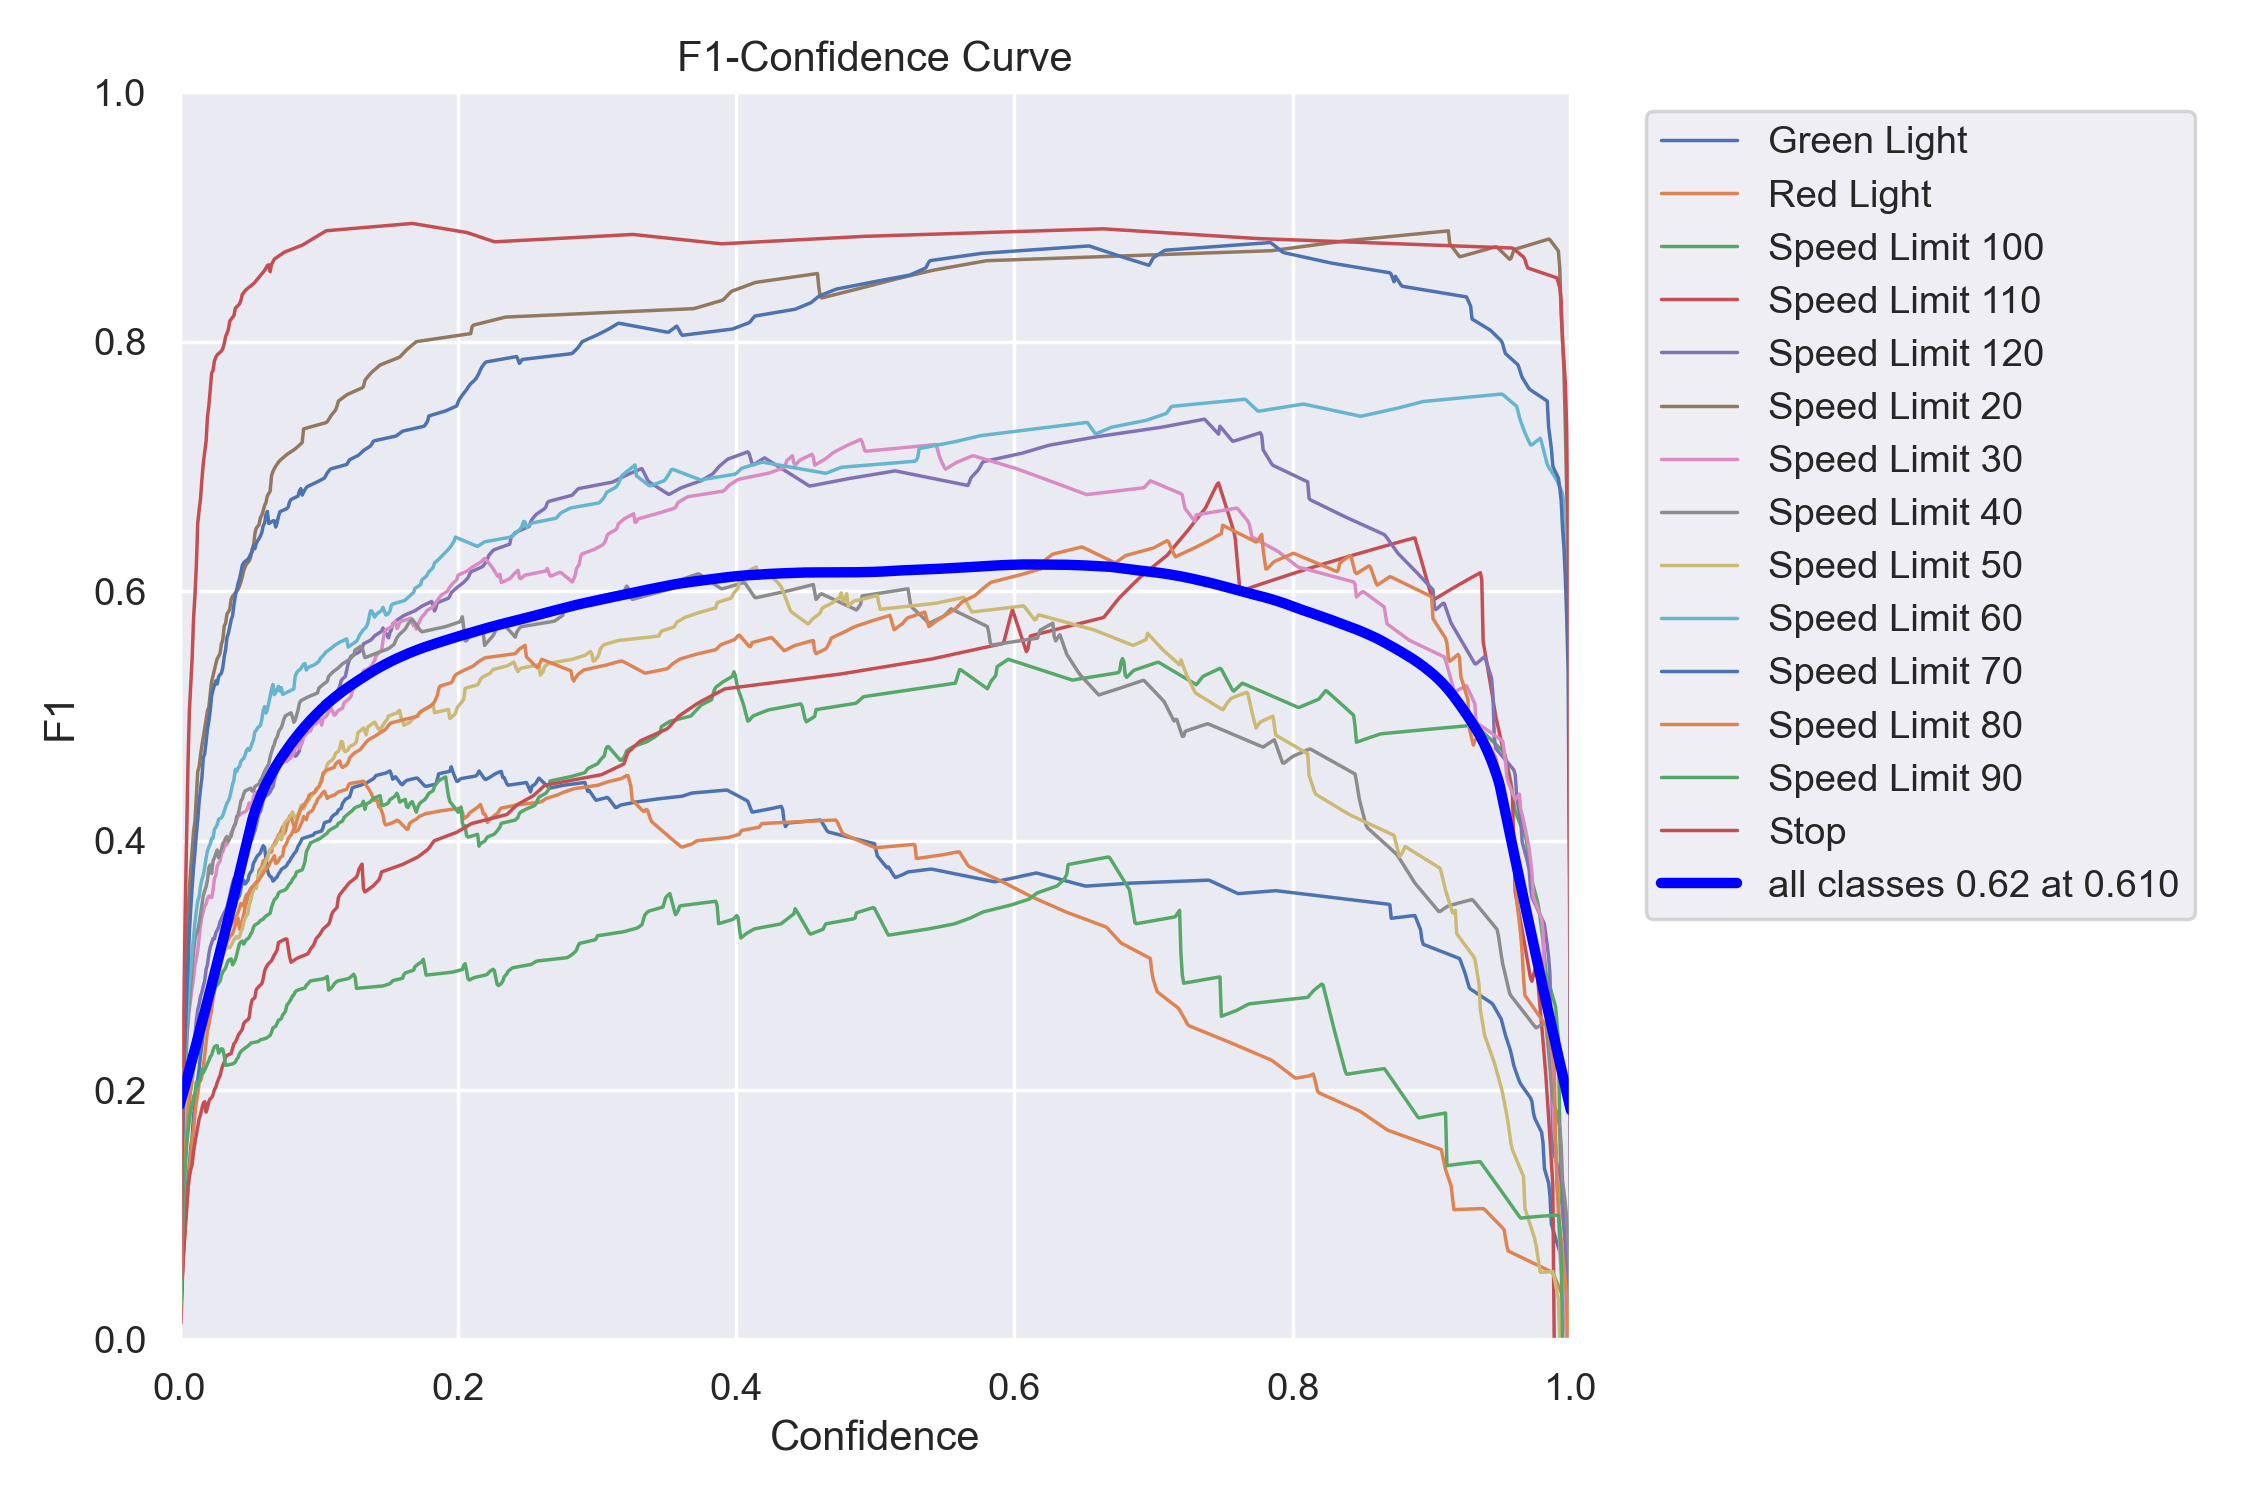 F1-Confidence Curve
1.0
0.8
0.6
0.4
0.2
0.0
F1
0.0 0.2 0.4 0.6 0.8 1.0
Confidence
Green Light
Red Light
Speed Limit 100
Speed Limit 110
Speed Limit 120
Speed Limit 20
Speed Limit 30
Speed Limit 40
Speed Limit 50
Speed Limit 60
Speed Limit 70
Speed Limit 80
Speed Limit 90
Stop
all classes 0.62 at 0.610